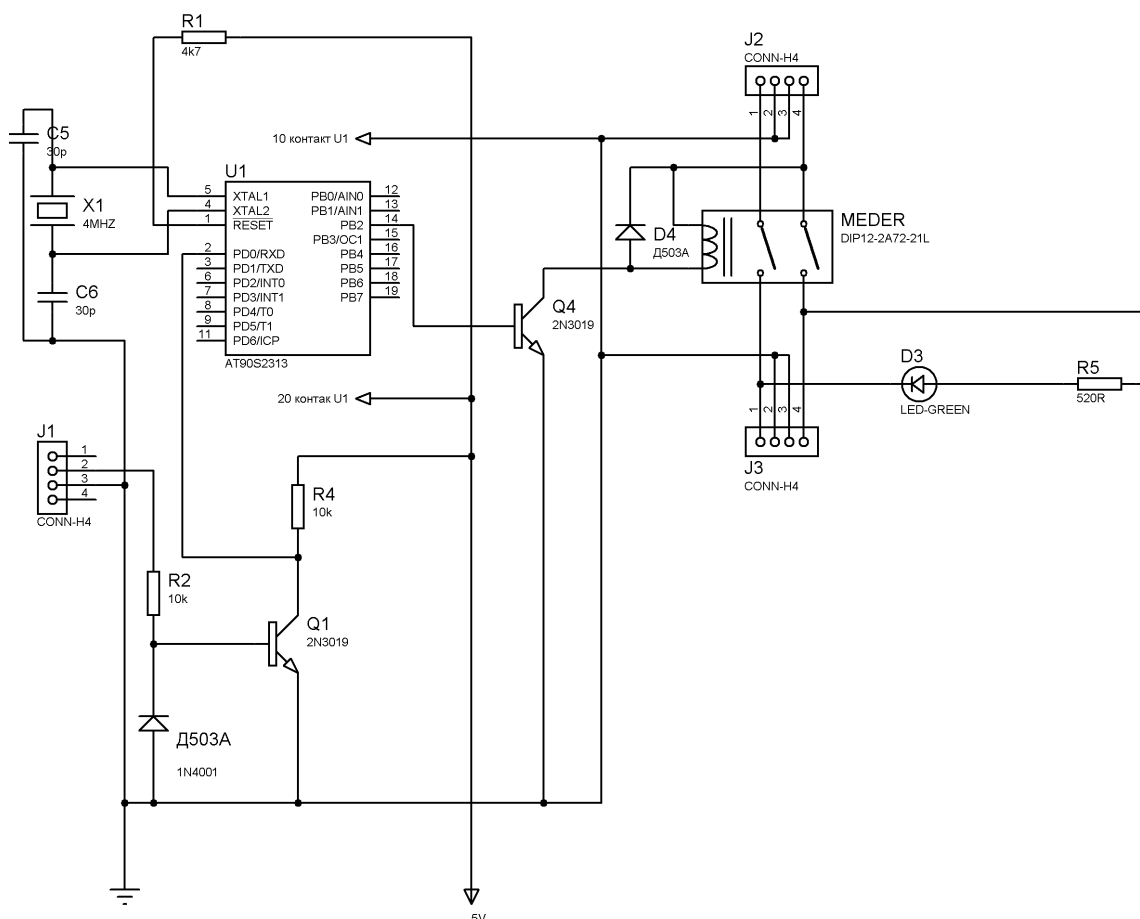 R1
4k7
J2
CONN-H4
1
2
3
4
10 контакт U1
C5
30p
U1
X1
4MHZ
5
XTAL1
4
XTAL2
1
RESET
2
PD0/RXD
3
PD1/TXD
6
PD2/INT0
7
PD3/INT1
8
PD4/T0
9
PD5/T1
11
PD6/ICP
PB0/AIN0
12
PB1/AIN1
13
PB2
14
PB3/OC1
15
PB4
16
PB5
17
PB6
18
PB7
19
AT90S2313
C6
30p
D4
Д503А
MEDER
DIP12-2A72-21L
Q4
2N3019
D3
LED-GREEN
R5
520R
20 контак U1
1
2
3
4
J3
CONN-H4
J1
1
2
3
4
CONN-H4
R4
10k
R2
10k
Q1
2N3019
Д503А
1N4001
5V